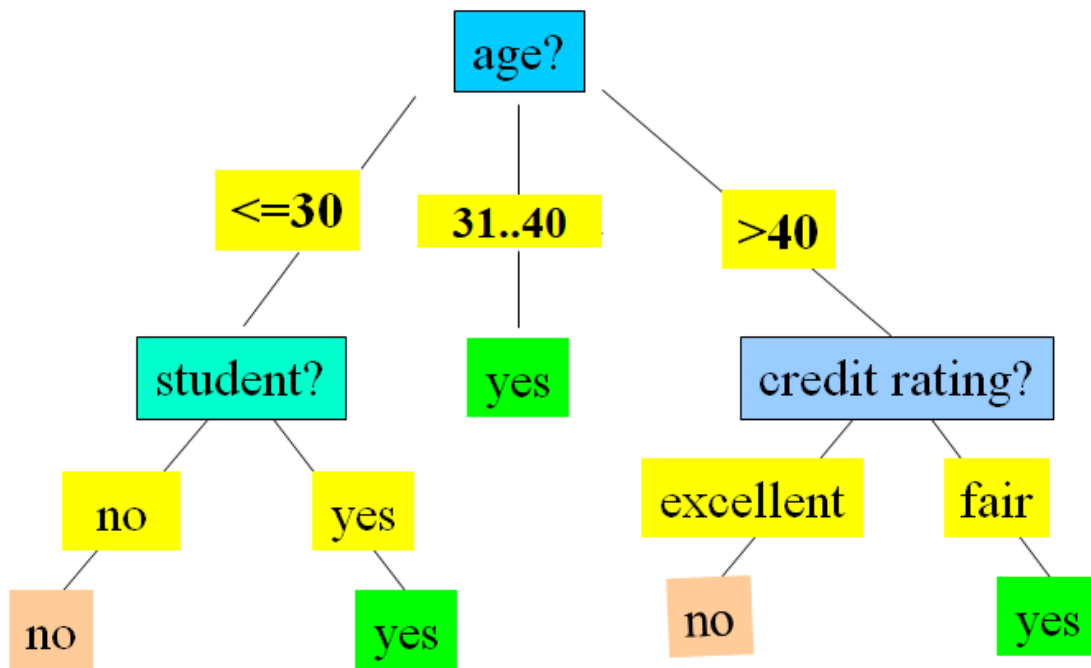 age?
<=30
31..40
>40
student?
yes
credit rating?
no
yes
excellent
fair
no
yes
no
yes